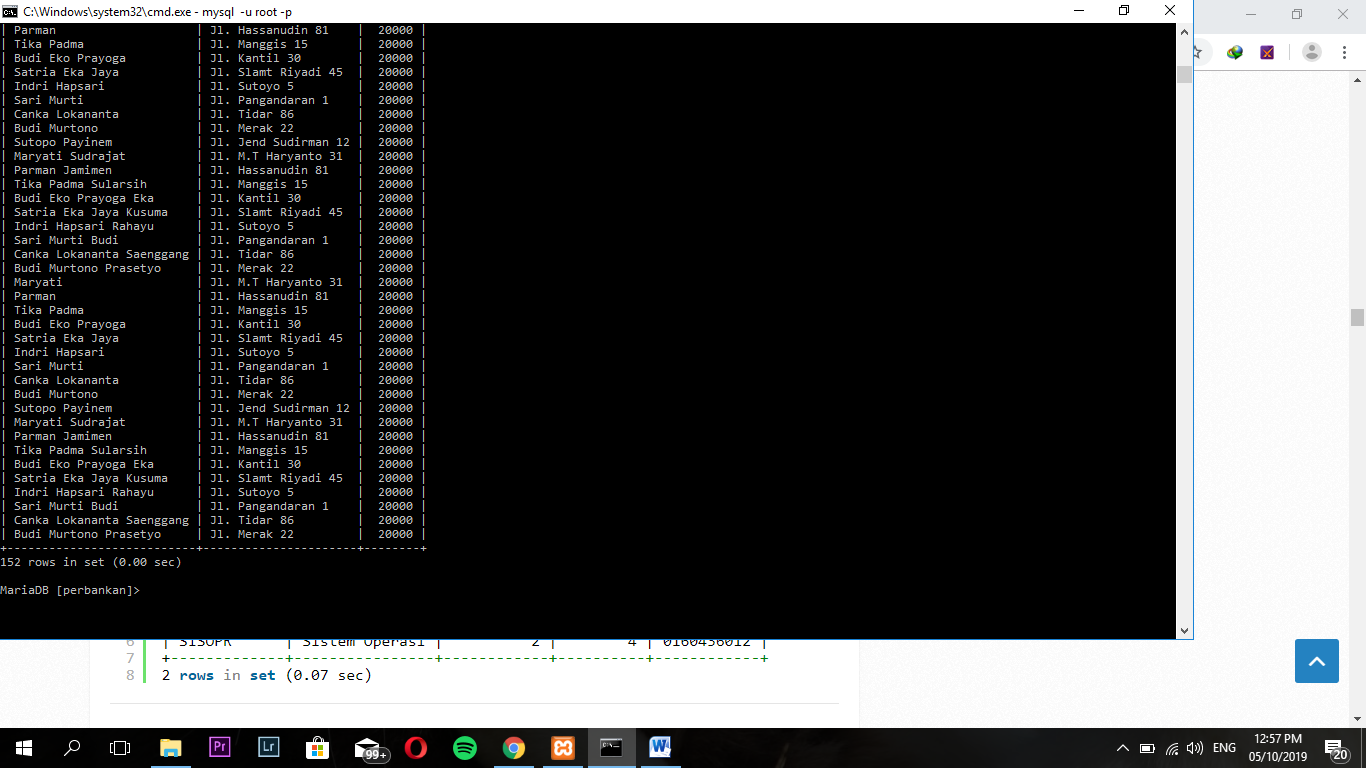 C:\Windows\system32\cmd.exe - mysql  -u root -p
| Parman                    | Jl. Hassanudin 81    |  20000 |
| Tika Padma                | Jl. Manggis 15       |  20000 |
| Budi Eko Prayoga          | Jl. Kantil 30        |  20000 |
| Satria Eka Jaya           | Jl. Slamt Riyadi 45  |  20000 |
| Indri Hapsari             | Jl. Sutoyo 5         |  20000 |
| Sari Murti                | Jl. Pangandaran 1    |  20000 |
| Canka Lokananta           | Jl. Tidar 86         |  20000 |
| Budi Murtono              | Jl. Merak 22         |  20000 |
| Sutopo Payinem            | Jl. Jend Sudirman 12 |  20000 |
| Maryati Sudrajat          | Jl. M.T Haryanto 31  |  20000 |
| Parman Jamimen            | Jl. Hassanudin 81    |  20000 |
| Tika Padma Sularsih       | Jl. Manggis 15       |  20000 |
| Budi Eko Prayoga Eka      | Jl. Kantil 30        |  20000 |
| Satria Eka Jaya Kusuma    | Jl. Slamt Riyadi 45  |  20000 |
| Indri Hapsari Rahayu      | Jl. Sutoyo 5         |  20000 |
| Sari Murti Budi           | Jl. Pangandaran 1    |  20000 |
| Canka Lokananta Saenggang | Jl. Tidar 86         |  20000 |
| Budi Murtono Prasetyo     | Jl. Merak 22         |  20000 |
| Maryati                   | Jl. M.T Haryanto 31  |  20000 |
| Parman                    | Jl. Hassanudin 81    |  20000 |
| Tika Padma                | Jl. Manggis 15       |  20000 |
| Budi Eko Prayoga          | Jl. Kantil 30        |  20000 |
| Satria Eka Jaya           | Jl. Slamt Riyadi 45  |  20000 |
| Indri Hapsari             | Jl. Sutoyo 5         |  20000 |
| Sari Murti                | Jl. Pangandaran 1    |  20000 |
| Canka Lokananta           | Jl. Tidar 86         |  20000 |
| Budi Murtono              | Jl. Merak 22         |  20000 |
| Sutopo Payinem            | Jl. Jend Sudirman 12 |  20000 |
| Maryati Sudrajat          | Jl. M.T Haryanto 31  |  20000 |
| Parman Jamimen            | Jl. Hassanudin 81    |  20000 |
| Tika Padma Sularsih       | Jl. Manggis 15       |  20000 |
| Budi Eko Prayoga Eka      | Jl. Kantil 30        |  20000 |
| Satria Eka Jaya Kusuma    | Jl. Slamt Riyadi 45  |  20000 |
| Indri Hapsari Rahayu      | Jl. Sutoyo 5         |  20000 |
| Sari Murti Budi           | Jl. Pangandaran 1    |  20000 |
| Canka Lokananta Saenggang | Jl. Tidar 86         |  20000 |
| Budi Murtono Prasetyo     | Jl. Merak 22         |  20000 |
+---------------------------+----------------------+--------+
152 rows in set (0.00 sec)
MariaDB [perbankan]>
6 | SISOPR | Sistem Operasi | 2 | 4 | 0160436012 |
7 +--------------+----------------+-----------+----------+------------+
8 2 rows in set (0.07 sec)
Pr
Lr
99+
ENG
12:57 PM
05/10/2019
20